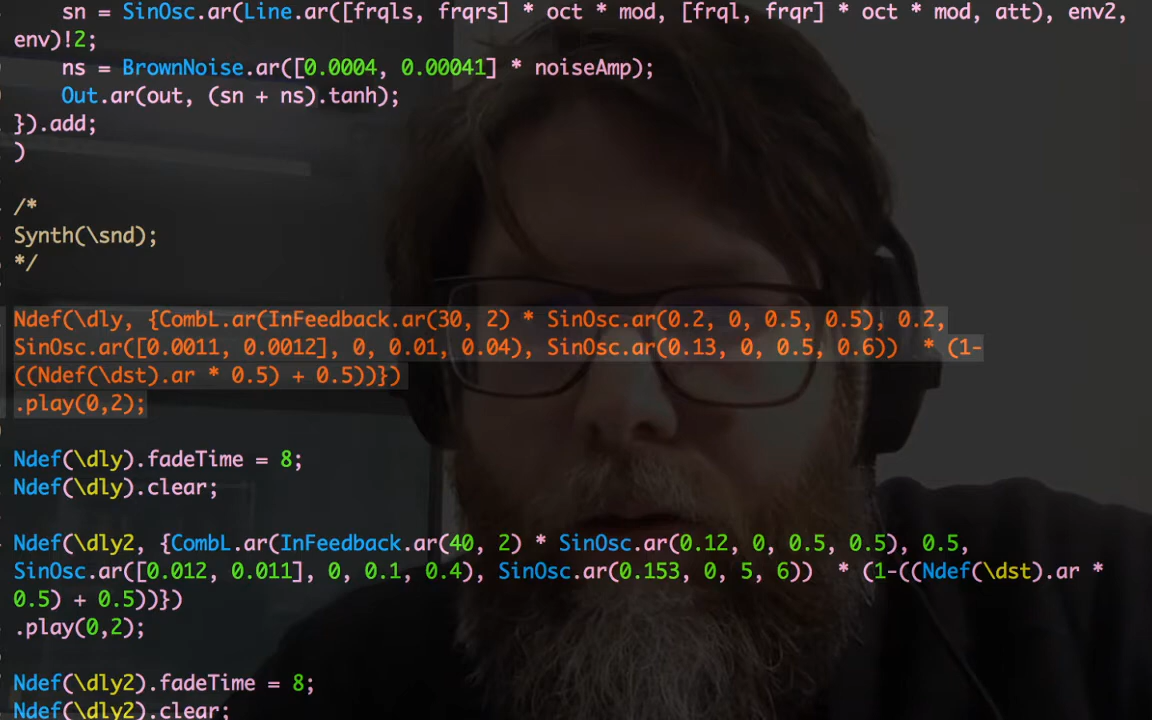 sn = SinOsc.ar(Line.ar([frqls, frqrs] * oct * mod, [frql, frqr] * oct * mod, att), env2,
env)!2;
ns = BrownNoise.ar([0.0004, 0.00041] * noiseAmp);
Out.ar(out, (sn + ns).tanh);
}).add;
)
/*
Synth(\snd);
*/
Ndef(\dly, {CombL.ar(InFeedback.ar(30, 2) * SinOsc.ar(0.2, 0, 0.5, 0.5), 0.2,
SinOsc.ar([0.0011, 0.0012], 0, 0.01, 0.04), SinOsc.ar(0.13, 0, 0.5, 0.6))  * (1-
((Ndef(\dst).ar * 0.5) + 0.5))})
.play(0,2);
Ndef(\dly).fadeTime = 8;
Ndef(\dly).clear;
Ndef(\dly2, {CombL.ar(InFeedback.ar(40, 2) * SinOsc.ar(0.12, 0, 0.5, 0.5), 0.5,
SinOsc.ar([0.012, 0.011], 0, 0.1, 0.4), SinOsc.ar(0.153, 0, 5, 6))  * (1-((Ndef(\dst).ar *
0.5) + 0.5))})
.play(0,2);
Ndef(\dly2).fadeTime = 8;
Ndef(\dly2).clear;